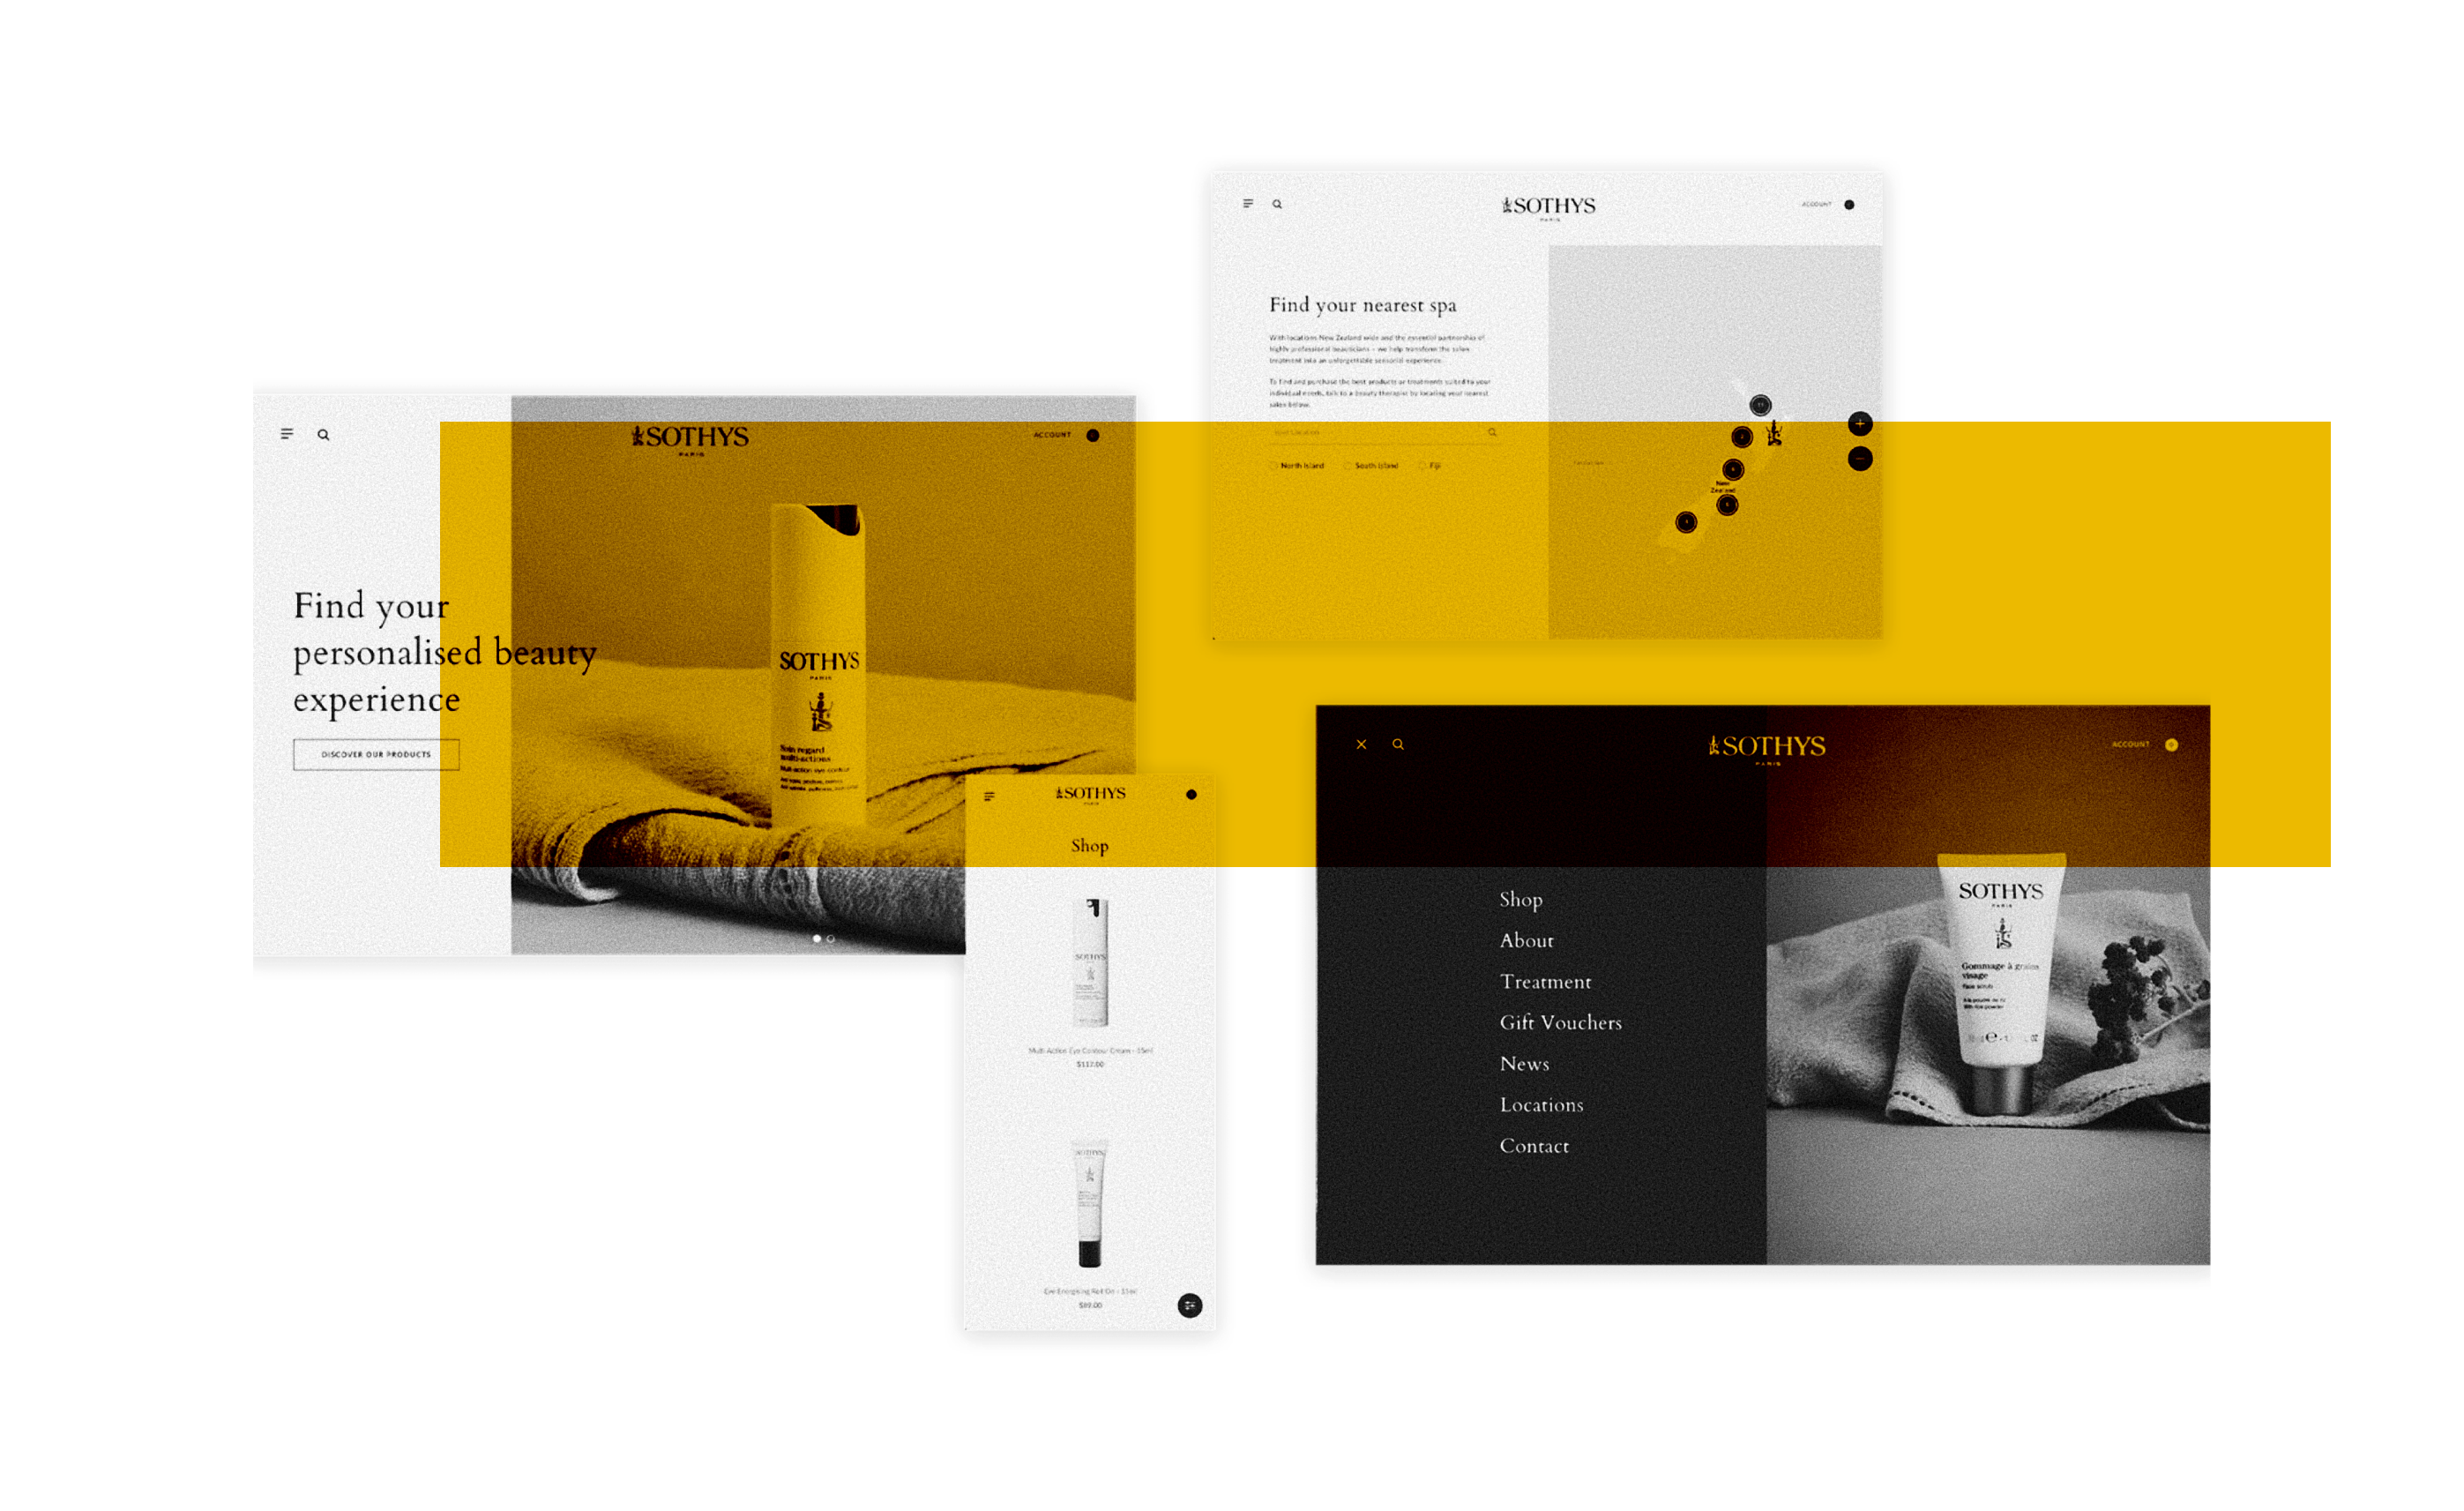 SOTHYS
PARIS
ACCOUNT
Find your nearest spa
With locations New Zealand wide and the essential partnership of
highly professional beauticians – we help transform the salon
treatment into an unforgettable sensorial experience.
To find and purchase the best products or treatments suited to your
individual needs, talk to a beauty therapist by locating your nearest
salon below.
North Island
South Island
Fiji
New
Zealand
SOTHYS
PARIS
ACCOUNT
Find your
personalised beauty
experience
DISCOVER OUR PRODUCTS
SOTHYS
PARIS
Soin regard
multi-actions
Multi-action eye contour
SOTHYS
PARIS
Shop
SOTHYS
Multi-Action Eye Contour Cream - 15ml
$117.00
SOTHYS
Eye Energising Roll On - 15ml
$89.00
SOTHYS
PARIS
ACCOUNT
Shop
About
Treatment
Gift Vouchers
News
Locations
Contact
SOTHYS
PARIS
Gommage à grains
visage
Face scrub